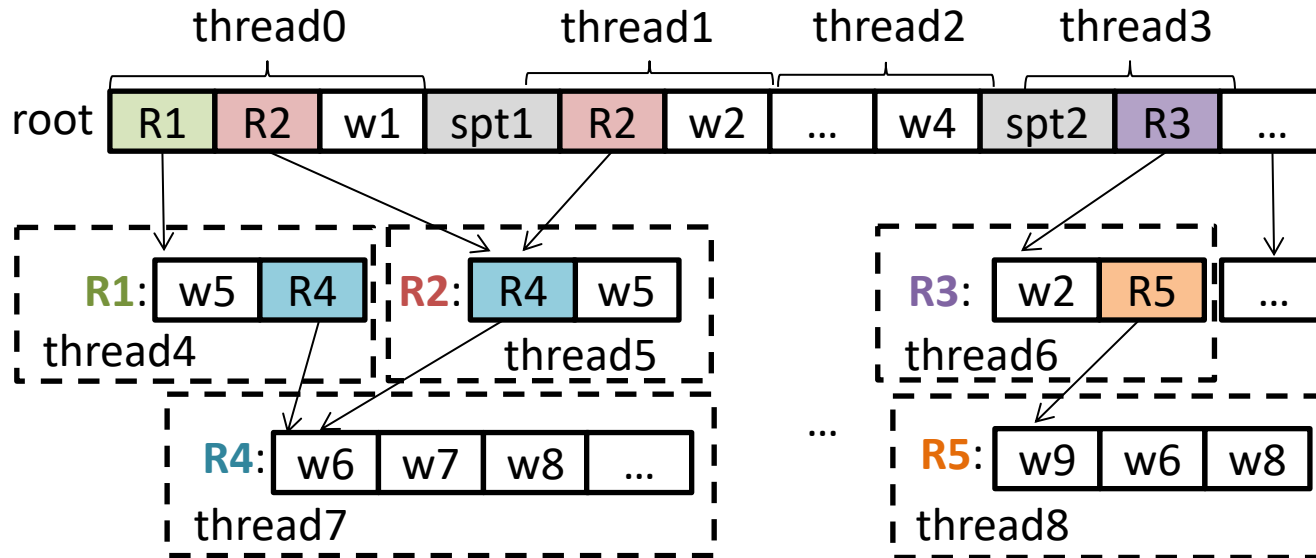 thread0 thread1 thread2 thread3
root R1 R2 w1 spt1 R2 w2 ... w4 spt2 R3 ...
R1: w5 R4 R2: R4 w5 R3: w2 R5 ...
thread4 thread5 thread6
R4: w6 w7 w8 ... ... R5: w9 w6 w8
thread7 thread8